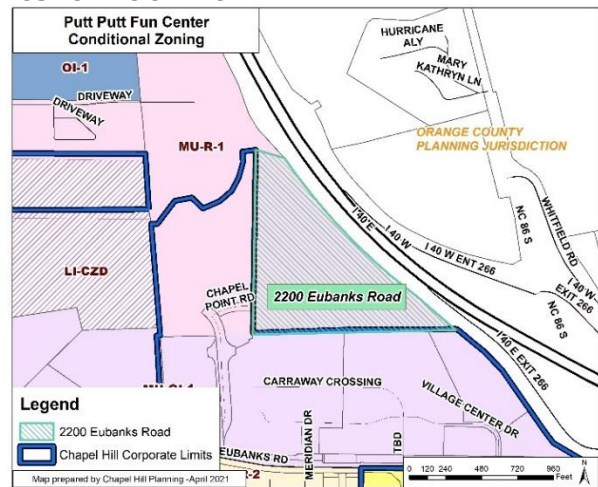 Putt Putt Fun Center
Conditional Zoning
HURRICANE
ALY
MARY
KATHRYN LN
OI-1
DRIVEWAY
DRIVEWAY
MU-R-1
ORANGE COUNTY
PLANNING JURISDICTION
I 40 E
I 40 W
I 40 W ENT 266
NC 86 S
WHITFIELD RD
I 40 W
EXIT 266
NC 86 S
I 40 E EXIT 266
LI-CZD
CHAPEL
POINT RD
2200 Eubanks Road
CARRAWAY CROSSING
VILLAGE CENTER DR
MERIDIAN DR
TBD
EUBANKS RD
Legend
2200 Eubanks Road
Chapel Hill Corporate Limits
Map prepared by Chapel Hill Planning -April 2021
0 120 240 480 720 960
Feet
N